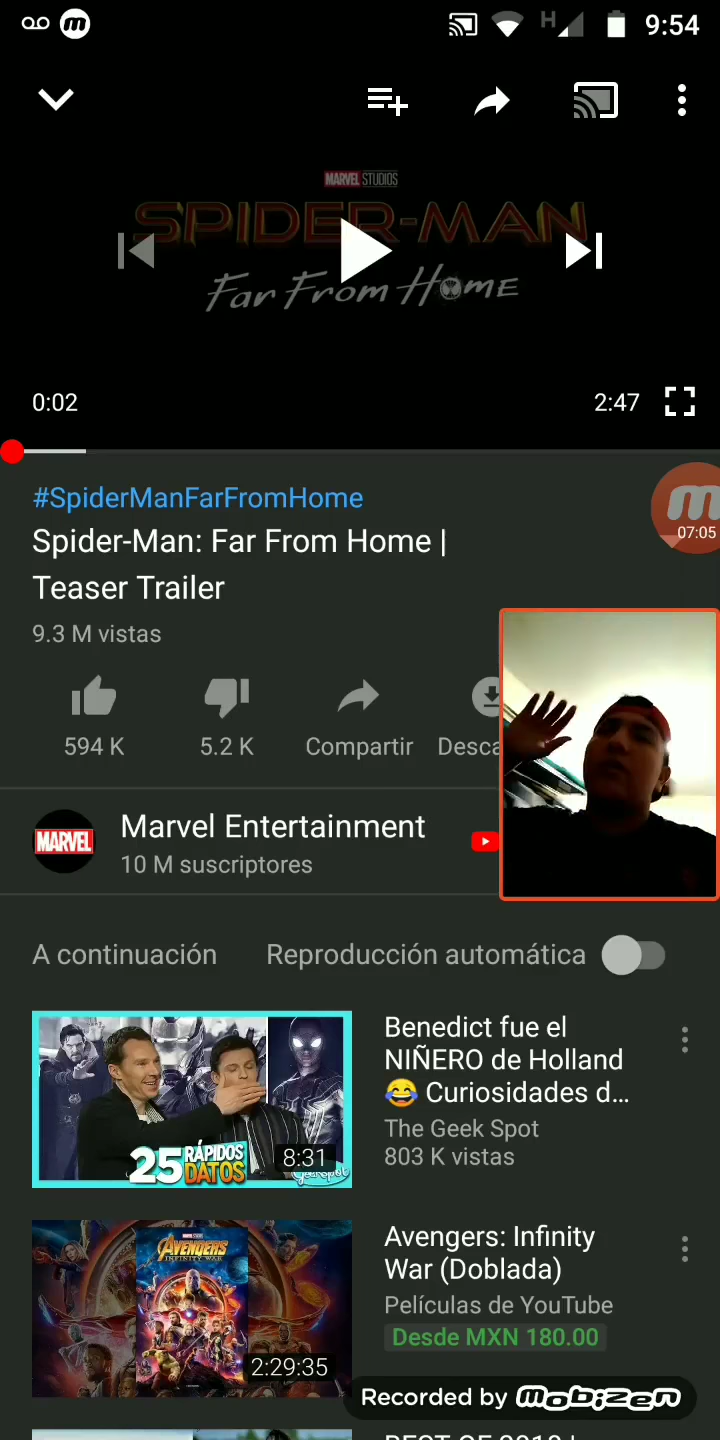 m
H
9:54
MARVEL STUDIOS
SPIDER-MAN
Far From Home
0:02
2:47
#SpiderManFarFromHome
Spider-Man: Far From Home |
Teaser Trailer
m
07:05
9.3 M vistas
594 K
5.2 K
Compartir
Desca
MARVEL
Marvel Entertainment
10 M suscriptores
A continuación
Reproducción automática
25 RÁPIDOS
DATOS
8:31
GeekSpot
Benedict fue el
NIÑERO de Holland
😂 Curiosidades d...
The Geek Spot
803 K vistas
MARVEL STUDIOS
AVENGERS
INFINITY WAR
2:29:35
Avengers: Infinity
War (Doblada)
Películas de YouTube
Desde MXN 180.00
Recorded by mobizen